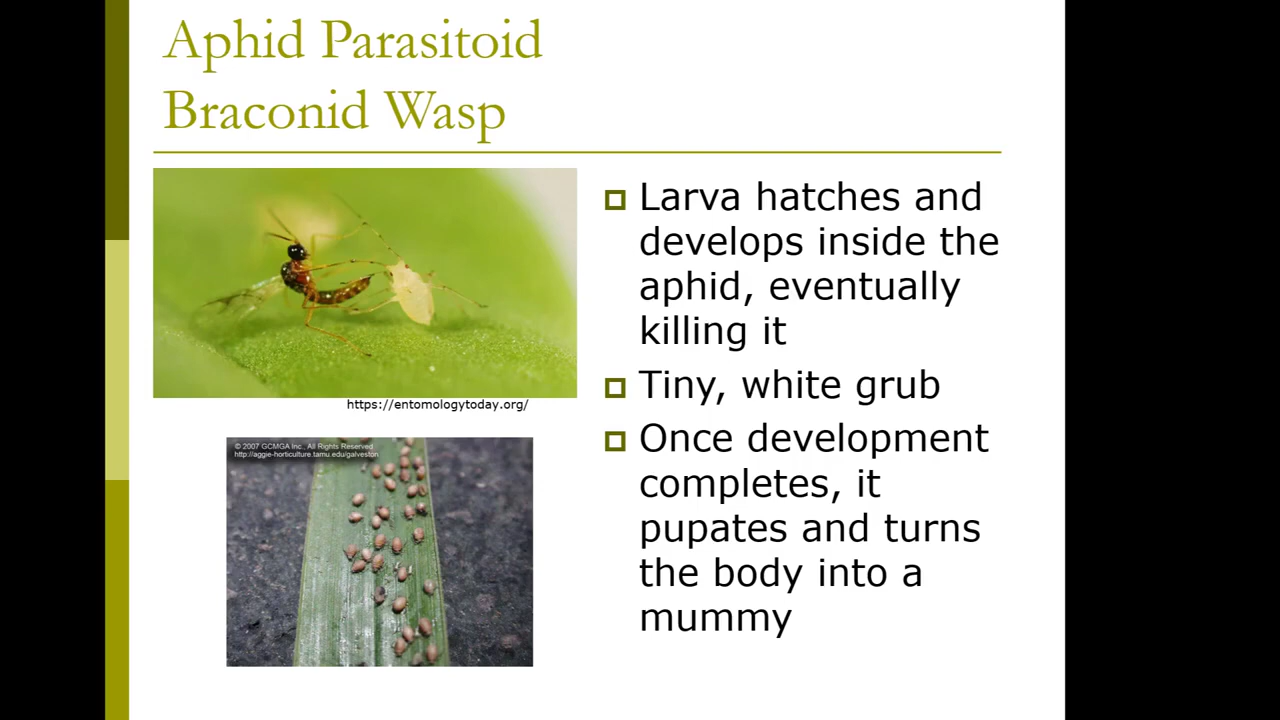 Aphid Parasitoid
Braconid Wasp
https://entomologytoday.org/
© 2007 GCMGA Inc., All Rights Reserved
http://aggie-horticulture.tamu.edu/galveston
Larva hatches and
develops inside the
aphid, eventually
killing it
Tiny, white grub
Once development
completes, it
pupates and turns
the body into a
mummy